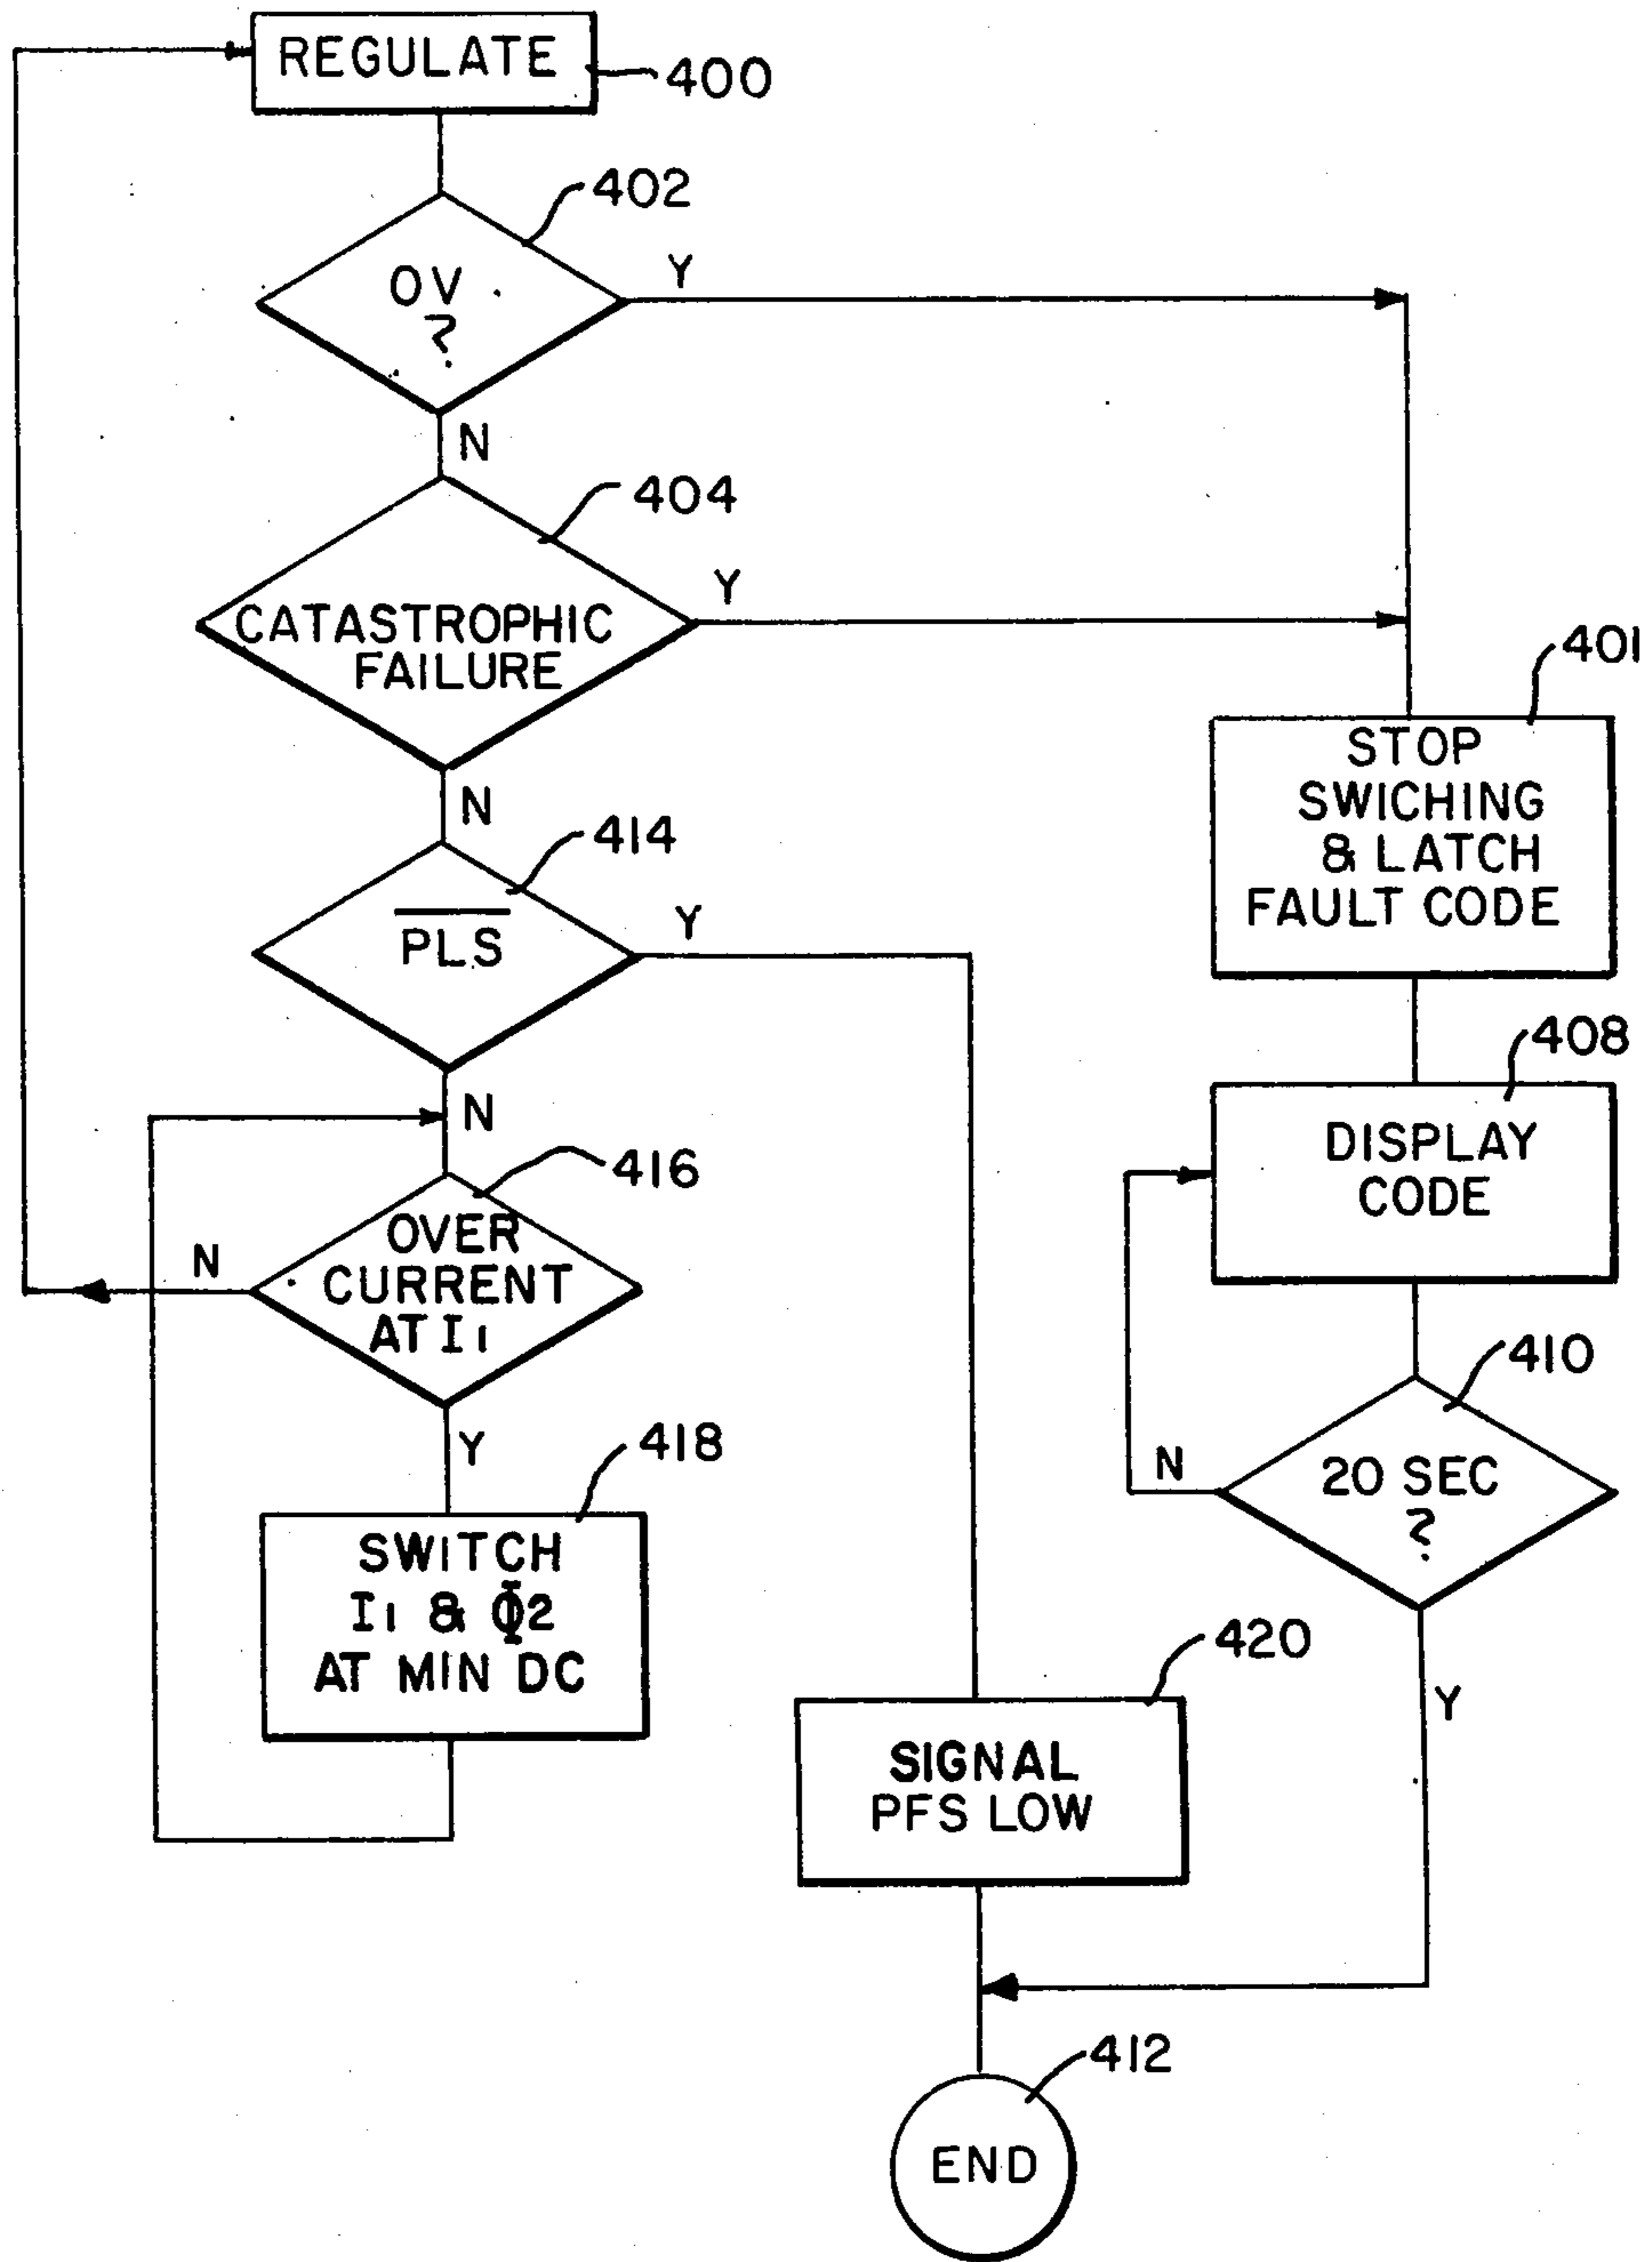 REGULATE
400
402
OV
?
Y
N
404
CATASTROPHIC
FAILURE
Y
N
401
STOP
SWICHING
& LATCH
FAULT CODE
414
P̅L̅S̅
Y
N
408
DISPLAY
CODE
416
OVER
CURRENT
AT I1
N
Y
410
20 SEC
?
N
Y
418
SWITCH
I1 & Φ2
AT MIN DC
420
SIGNAL
PFS LOW
412
END